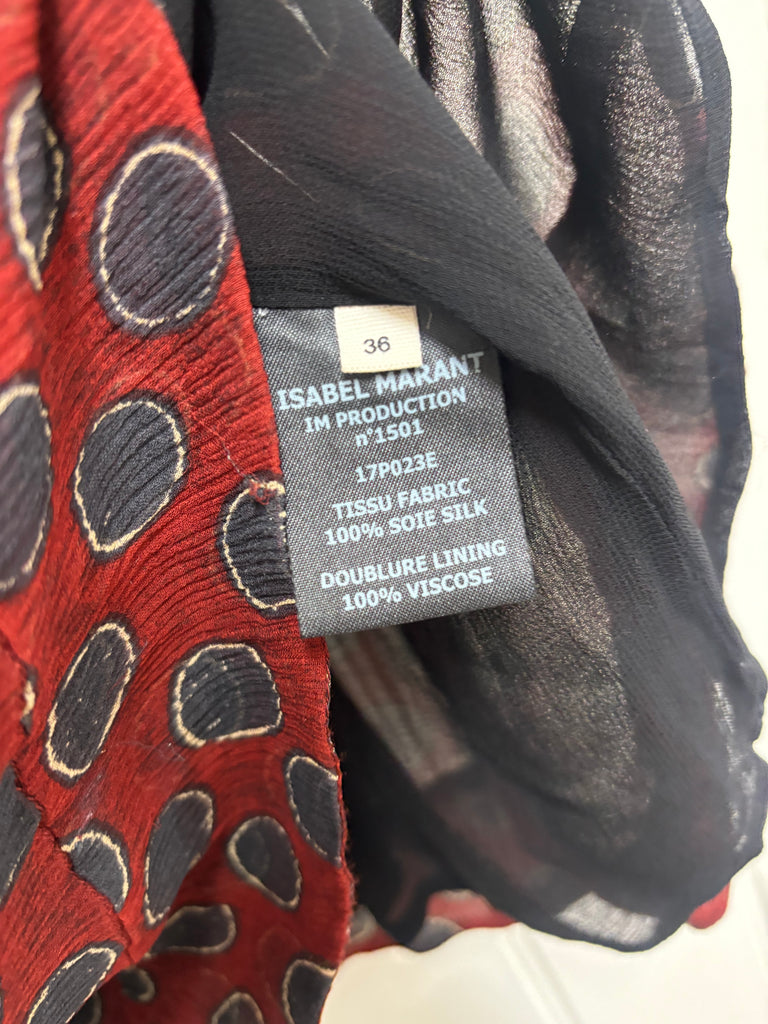 36
ISABEL MARANT
IM PRODUCTION
n°1501
17P023E
TISSU FABRIC
100% SOIE SILK
DOUBLURE LINING
100% VISCOSE